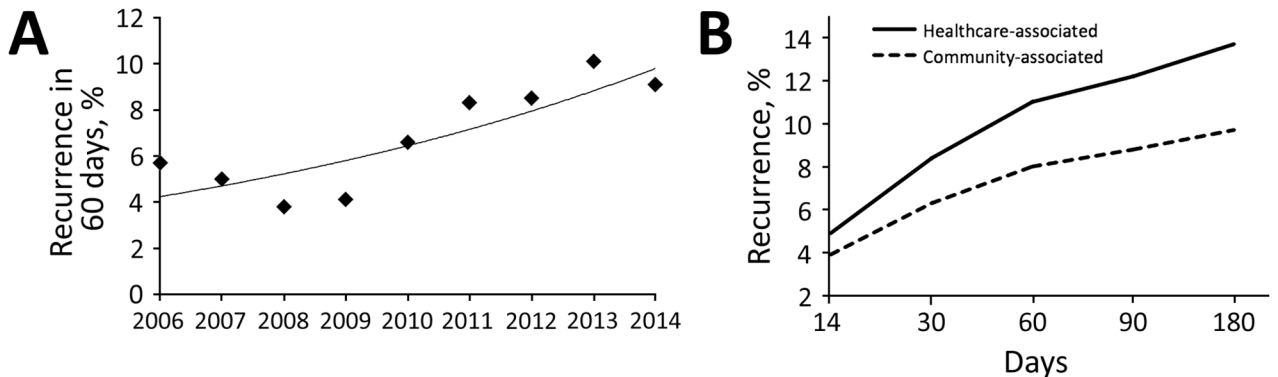 A
Recurrence in
60 days, %
12
10
8
6
4
2
0
2006 2007 2008 2009 2010 2011 2012 2013 2014
B
Recurrence, %
14
12
10
8
6
4
2
Healthcare-associated
Community-associated
14 30 60 90 180
Days